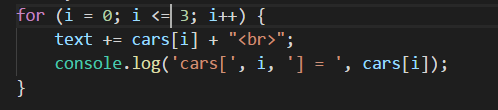 for (i = 0; i <= 3; i++) {
    text += cars[i] + "<br>";
    console.log('cars[', i, '] = ', cars[i]);
}